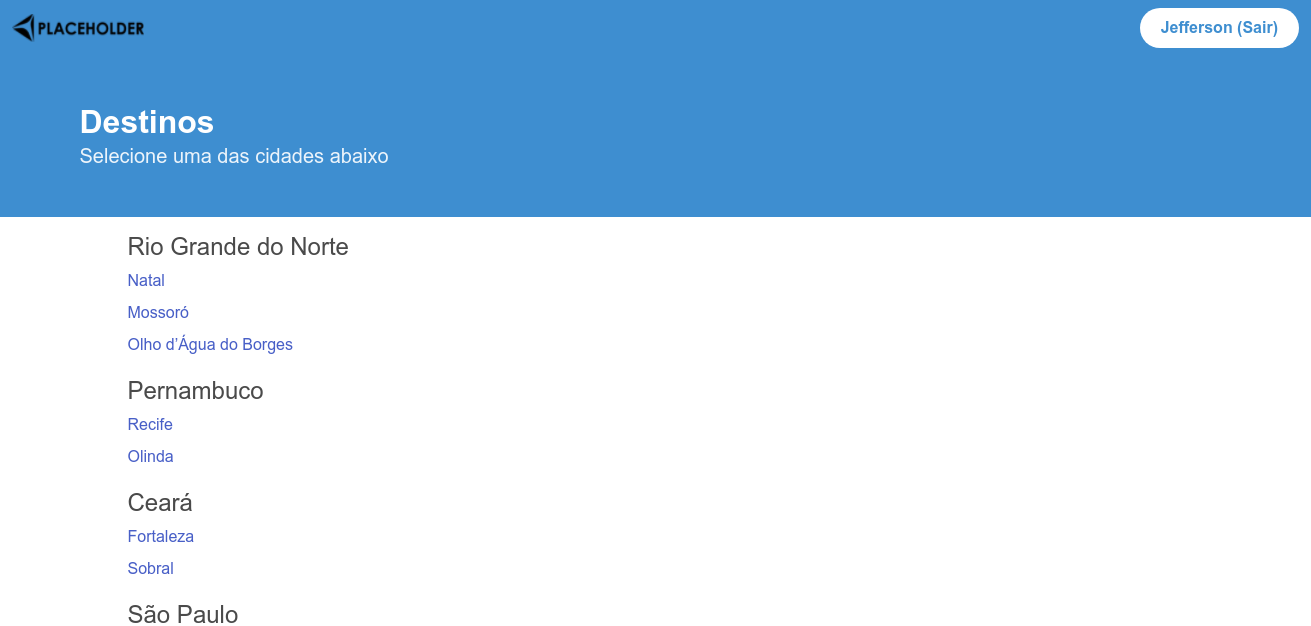 PLACEHOLDER
Jefferson (Sair)
Destinos
Selecione uma das cidades abaixo
Rio Grande do Norte
Natal
Mossoró
Olho d’Água do Borges
Pernambuco
Recife
Olinda
Ceará
Fortaleza
Sobral
São Paulo